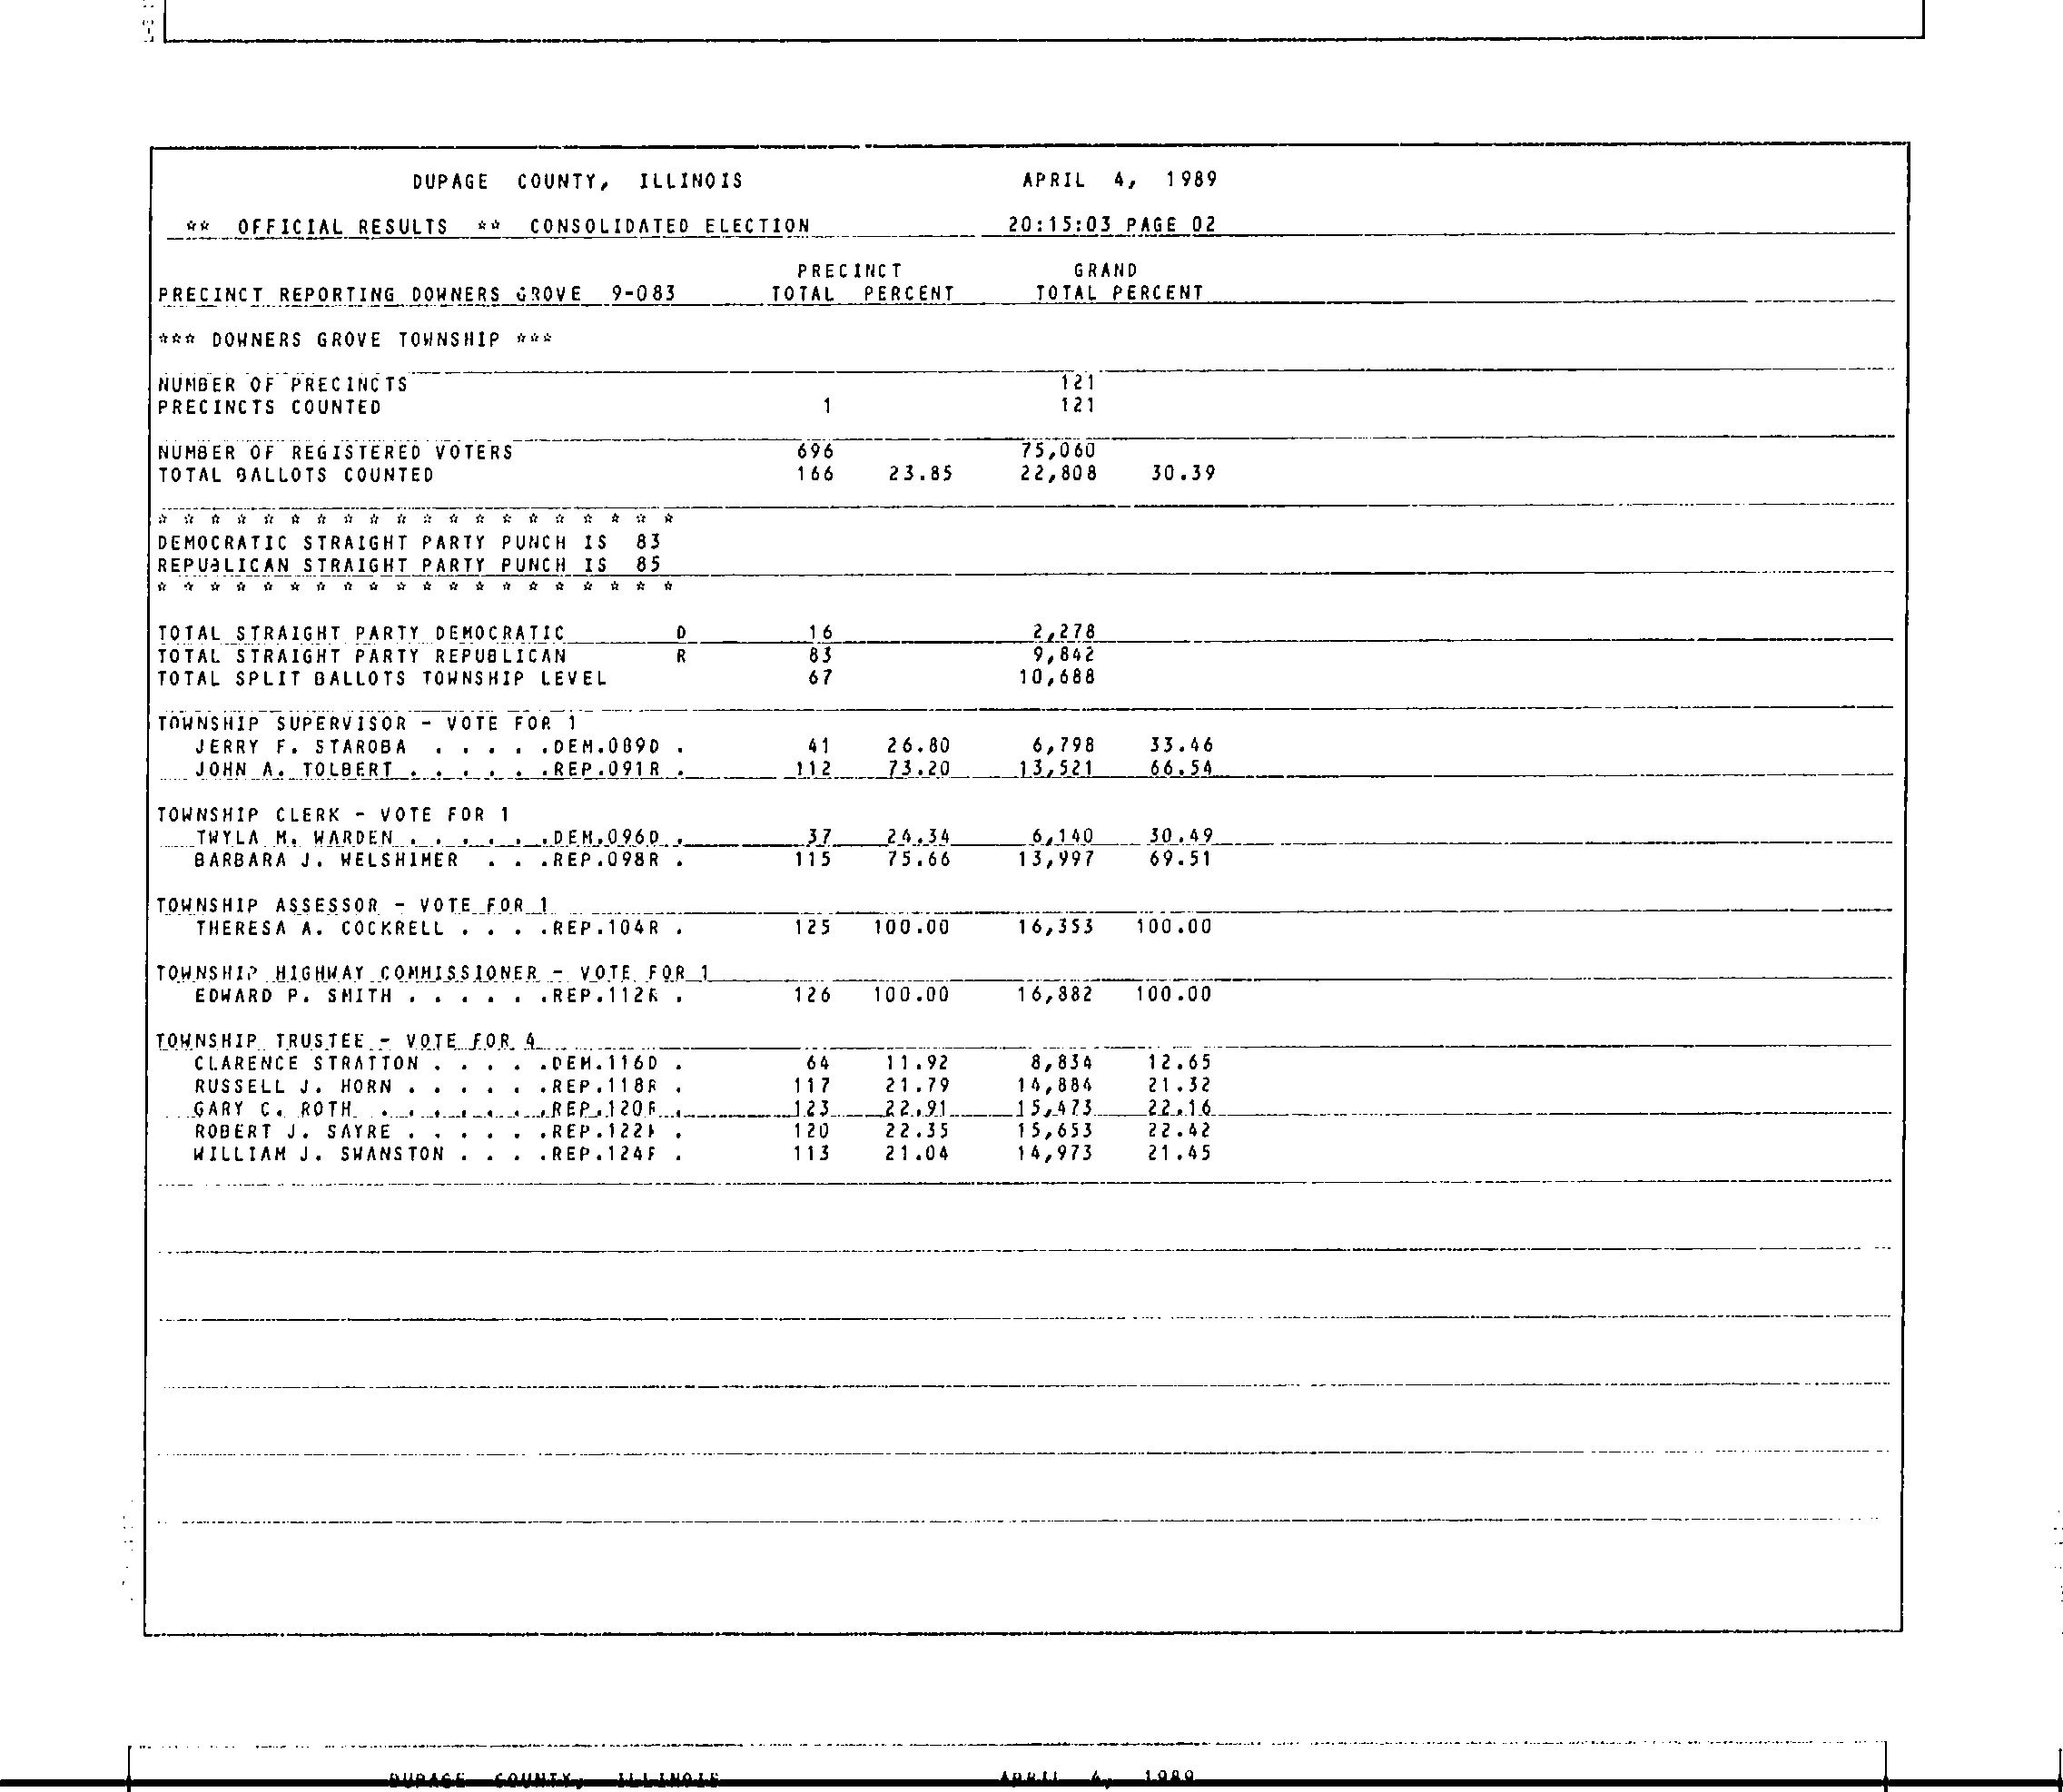 DUPAGE COUNTY, ILLINOIS APRIL 4, 1989
** OFFICIAL RESULTS ** CONSOLIDATED ELECTION 20:15:03 PAGE 02
PRECINCT GRAND
PRECINCT REPORTING DOWNERS GROVE 9-083 TOTAL PERCENT TOTAL PERCENT
*** DOWNERS GROVE TOWNSHIP ***
NUMBER OF PRECINCTS 121
PRECINCTS COUNTED 1 121
NUMBER OF REGISTERED VOTERS 696 75,060
TOTAL BALLOTS COUNTED 166 23.85 22,808 30.39
* * * * * * * * * * * * * * * * * * * *
DEMOCRATIC STRAIGHT PARTY PUNCH IS 83
REPUBLICAN STRAIGHT PARTY PUNCH IS 85
* * * * * * * * * * * * * * * * * * * *
TOTAL STRAIGHT PARTY DEMOCRATIC D 16 2,278
TOTAL STRAIGHT PARTY REPUBLICAN R 83 9,842
TOTAL SPLIT BALLOTS TOWNSHIP LEVEL 67 10,688
TOWNSHIP SUPERVISOR - VOTE FOR 1
JERRY F. STAROBA . . . . .DEM.089D . 41 26.80 6,798 33.46
JOHN A. TOLBERT . . . . . .REP.091R . 112 73.20 13,521 66.54
TOWNSHIP CLERK - VOTE FOR 1
TWYLA M. WARDEN . . . . . .DEM.096D . 37 24.34 6,140 30.49
BARBARA J. WELSHIMER . . .REP.098R . 115 75.66 13,997 69.51
TOWNSHIP ASSESSOR - VOTE FOR 1
THERESA A. COCKRELL . . . .REP.104R . 125 100.00 16,353 100.00
TOWNSHIP HIGHWAY COMMISSIONER - VOTE FOR 1
EDWARD P. SMITH . . . . . .REP.112R . 126 100.00 16,882 100.00
TOWNSHIP TRUSTEE - VOTE FOR 4
CLARENCE STRATTON . . . . .DEM.116D . 64 11.92 8,834 12.65
RUSSELL J. HORN . . . . . .REP.118R . 117 21.79 14,884 21.32
GARY C. ROTH . . . . . . .REP.120R . 123 22.91 15,473 22.16
ROBERT J. SAYRE . . . . . .REP.122R . 120 22.35 15,653 22.42
WILLIAM J. SWANSTON . . . .REP.124R . 113 21.04 14,973 21.45
DUPAGE COUNTY, ILLINOIS APRIL 4, 1989